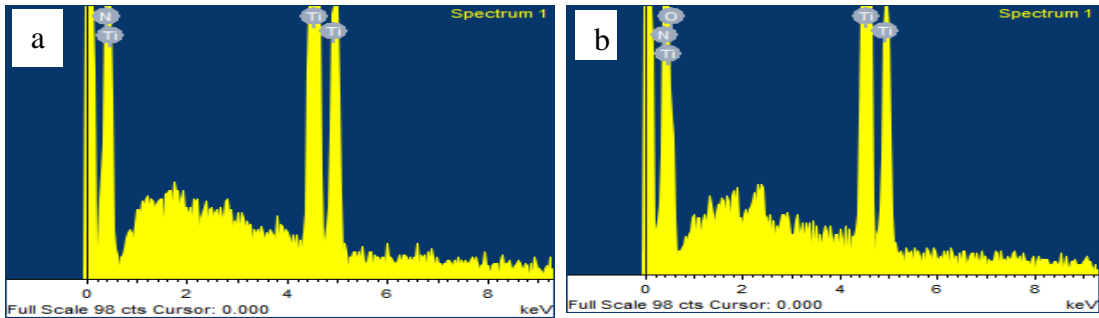 a
Spectrum 1
N
Ti
Ti
Ti
0 2 4 6 8
Full Scale 98 cts Cursor: 0.000 keV
b
Spectrum 1
O
N
Ti
Ti
Ti
0 2 4 6 8
Full Scale 98 cts Cursor: 0.000 keV